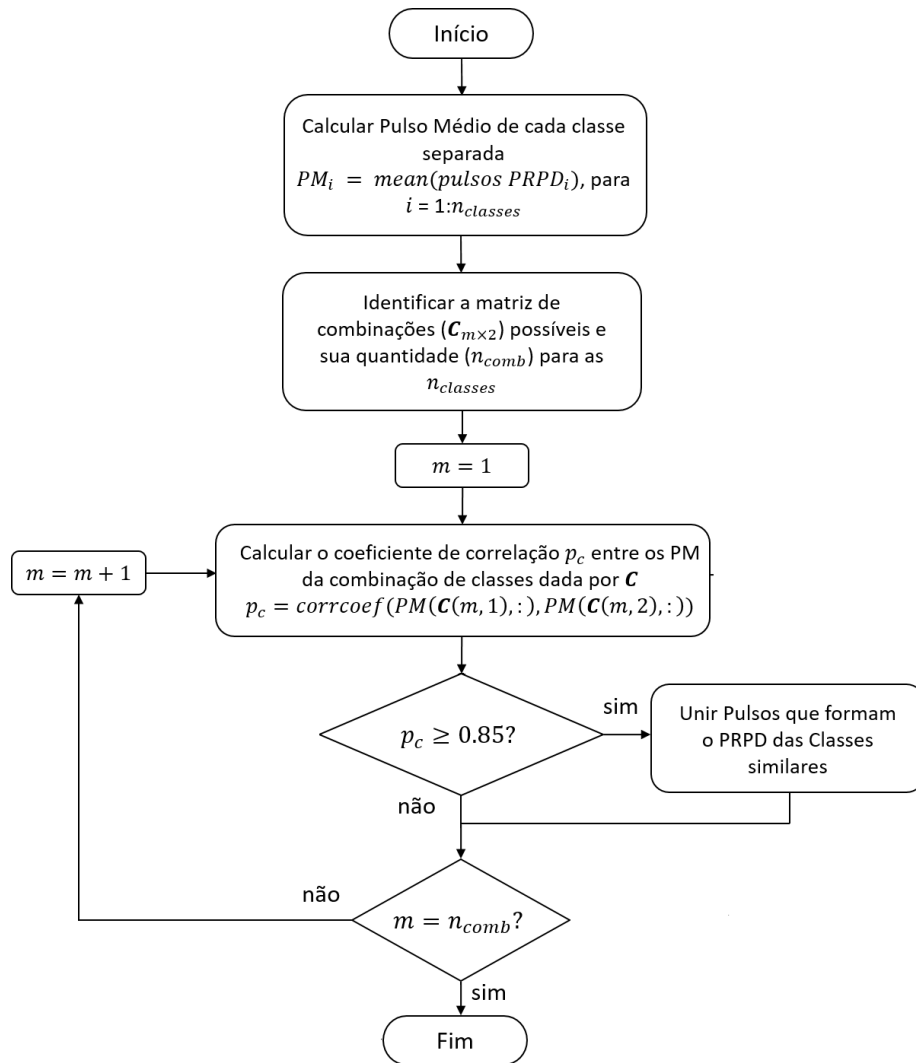 Início
Calcular Pulso Médio de cada classe
separada
PM_i = mean(pulsos PRPD_i), para
i = 1:n_classes
Identificar a matriz de
combinações (C_m×2) possíveis e
sua quantidade (n_comb) para as
n_classes
m = 1
m = m + 1
Calcular o coeficiente de correlação p_c entre os PM
da combinação de classes dada por C
p_c = corrcoef(PM(C(m, 1), : ), PM(C(m, 2), : ))
p_c ≥ 0.85?
sim
Unir Pulsos que formam
o PRPD das Classes
similares
não
não
m = n_comb?
sim
Fim